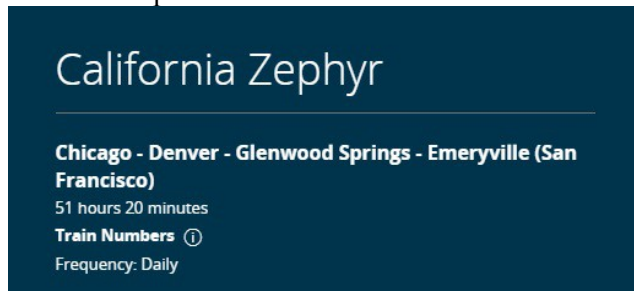 California Zephyr
Chicago - Denver - Glenwood Springs - Emeryville (San
Francisco)
51 hours 20 minutes
Train Numbers ⓘ
Frequency: Daily